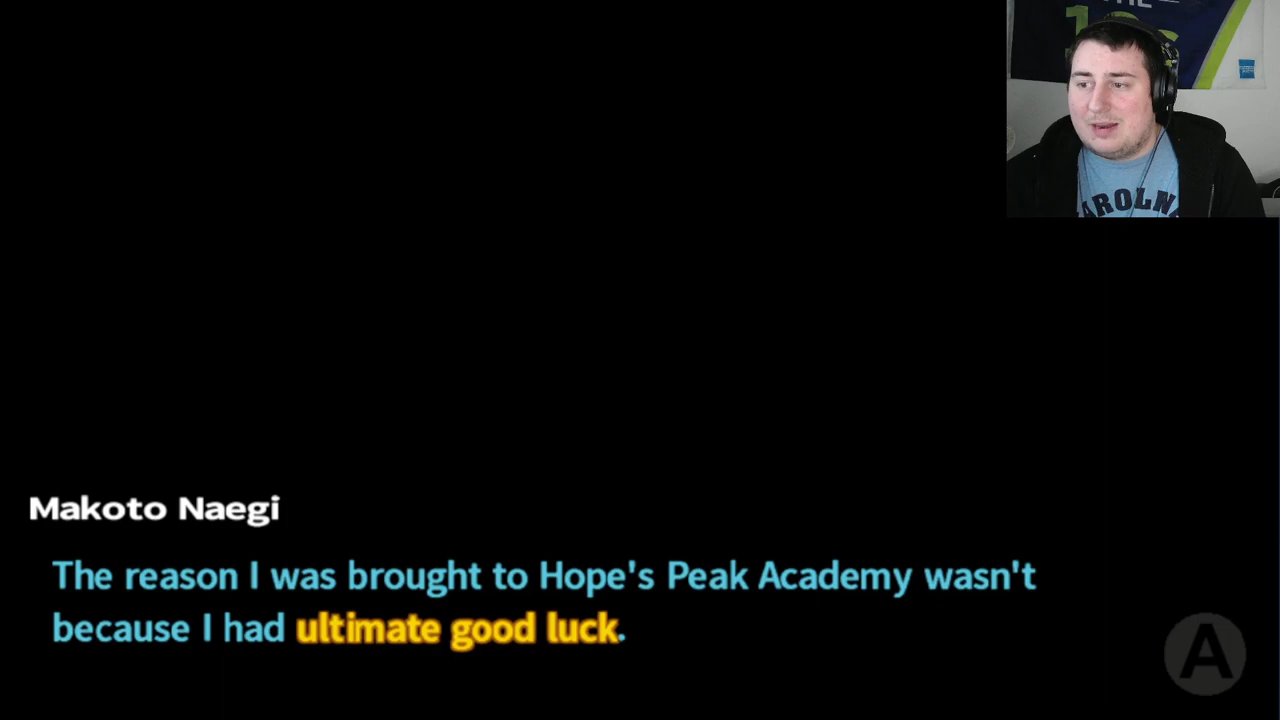 Makoto Naegi
The reason I was brought to Hope's Peak Academy wasn't
because I had ultimate good luck.
A